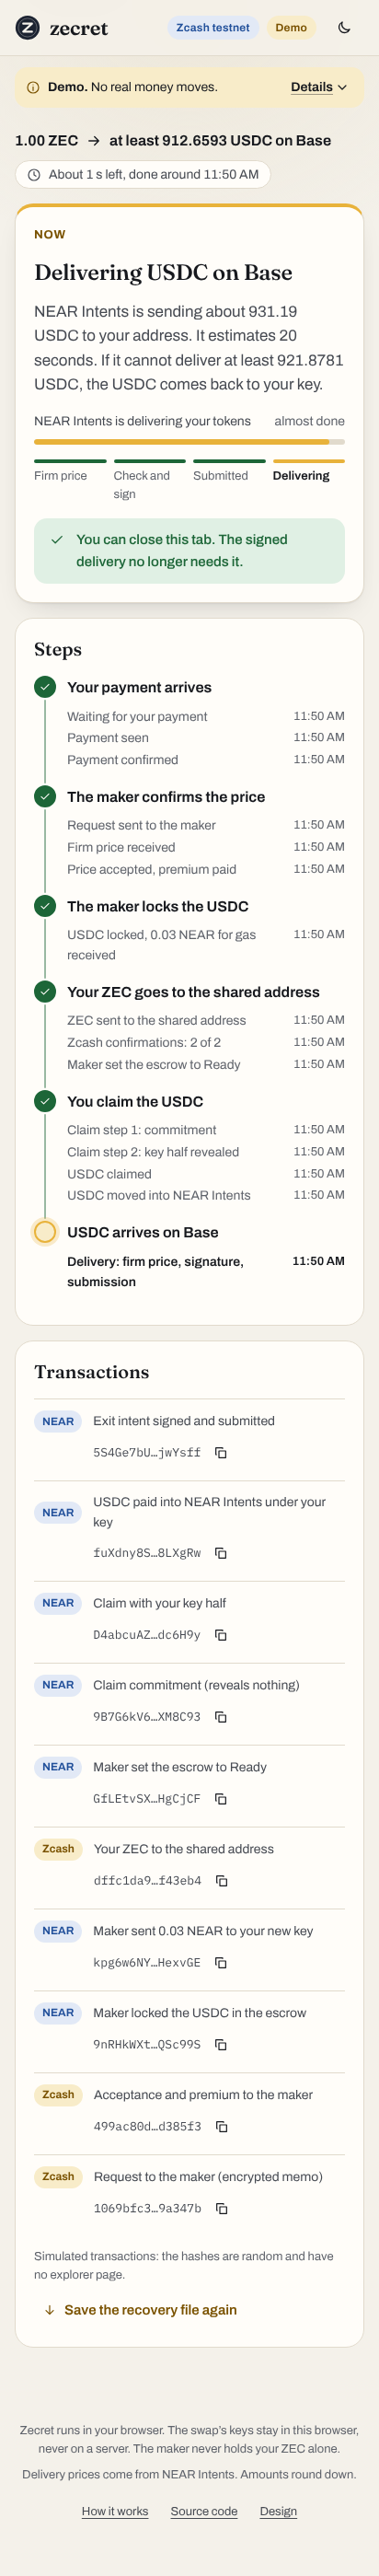 zecret
Zcash testnet
Demo
Demo. No real money moves.
Details
1.00 ZEC → at least 912.6593 USDC on Base
About 1 s left, done around 11:50 AM
NOW
Delivering USDC on Base
NEAR Intents is sending about 931.19
USDC to your address. It estimates 20
seconds. If it cannot deliver at least 921.8781
USDC, the USDC comes back to your key.
NEAR Intents is delivering your tokens
almost done
Firm price
Check and
sign
Submitted
Delivering
You can close this tab. The signed
delivery no longer needs it.
Steps
Your payment arrives
Waiting for your payment 11:50 AM
Payment seen 11:50 AM
Payment confirmed 11:50 AM
The maker confirms the price
Request sent to the maker 11:50 AM
Firm price received 11:50 AM
Price accepted, premium paid 11:50 AM
The maker locks the USDC
USDC locked, 0.03 NEAR for gas 11:50 AM
received
Your ZEC goes to the shared address
ZEC sent to the shared address 11:50 AM
Zcash confirmations: 2 of 2 11:50 AM
Maker set the escrow to Ready 11:50 AM
You claim the USDC
Claim step 1: commitment 11:50 AM
Claim step 2: key half revealed 11:50 AM
USDC claimed 11:50 AM
USDC moved into NEAR Intents 11:50 AM
USDC arrives on Base
Delivery: firm price, signature, 11:50 AM
submission
Transactions
NEAR Exit intent signed and submitted
5S4Ge7bU…jwYsff
NEAR USDC paid into NEAR Intents under your
key
fuXdny8S…8LXgRw
NEAR Claim with your key half
D4abcuAZ…dc6H9y
NEAR Claim commitment (reveals nothing)
9B7G6kV6…XM8C93
NEAR Maker set the escrow to Ready
GfLEtvSX…HgCjCF
Zcash Your ZEC to the shared address
dffc1da9…f43eb4
NEAR Maker sent 0.03 NEAR to your new key
kpg6w6NY…HexvGE
NEAR Maker locked the USDC in the escrow
9nRHkWXt…QSc99S
Zcash Acceptance and premium to the maker
499ac80d…d385f3
Zcash Request to the maker (encrypted memo)
1069bfc3…9a347b
Simulated transactions: the hashes are random and have
no explorer page.
Save the recovery file again
Zecret runs in your browser. The swap's keys stay in this browser,
never on a server. The maker never holds your ZEC alone.
Delivery prices come from NEAR Intents. Amounts round down.
How it works
Source code
Design